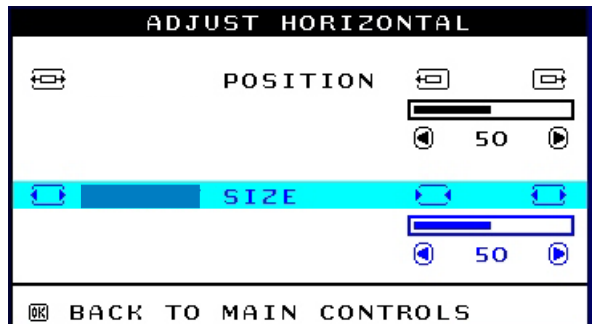 ADJUST HORIZONTAL
POSITION
50
SIZE
50
OK BACK TO MAIN CONTROLS